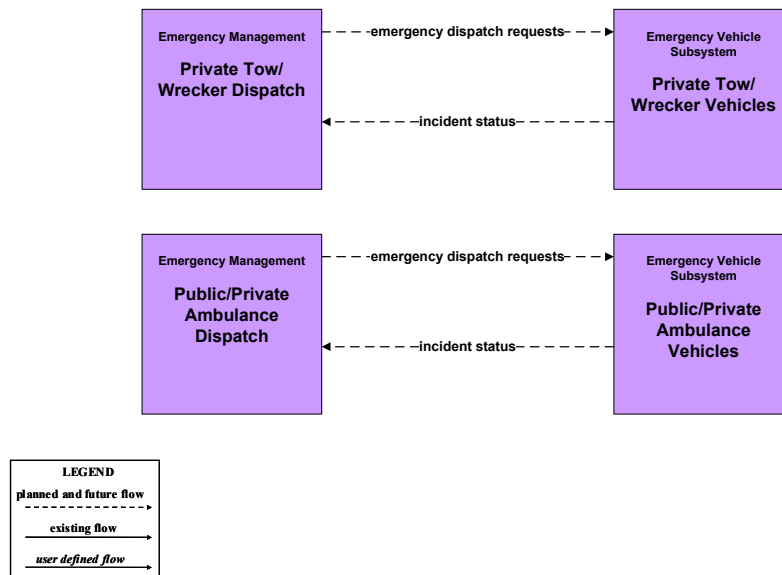 Emergency Management
Private Tow/
Wrecker Dispatch
emergency dispatch requests
incident status
Emergency Vehicle
Subsystem
Private Tow/
Wrecker Vehicles
Emergency Management
Public/Private
Ambulance
Dispatch
emergency dispatch requests
incident status
Emergency Vehicle
Subsystem
Public/Private
Ambulance
Vehicles
LEGEND
planned and future flow
existing flow
user defined flow